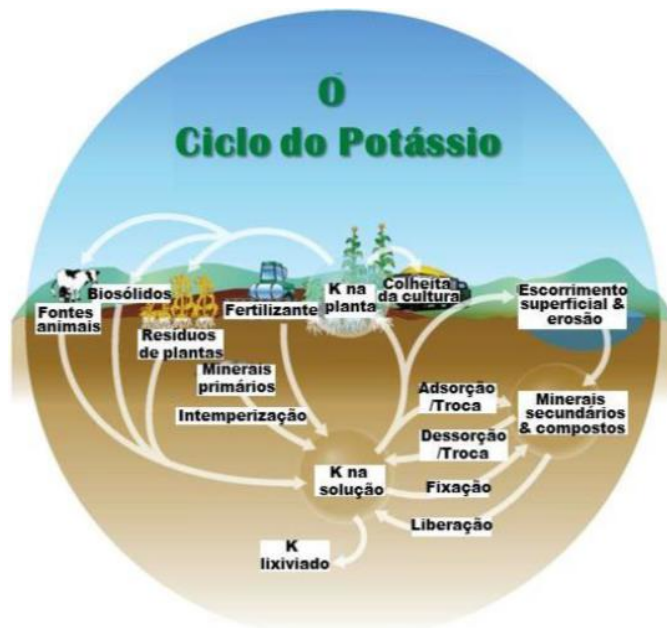 O
Ciclo do Potássio
Fontes
animais
Biosólidos
Resíduos
de plantas
Fertilizante
K na
planta
Colheita
da cultura
Escorrimento
superficial &
erosão
Minerais
primários
Intemperização
Adsorção
/Troca
Minerais
secundários
& compostos
Dessorção
/Troca
K na
solução
Fixação
Liberação
K
lixiviado